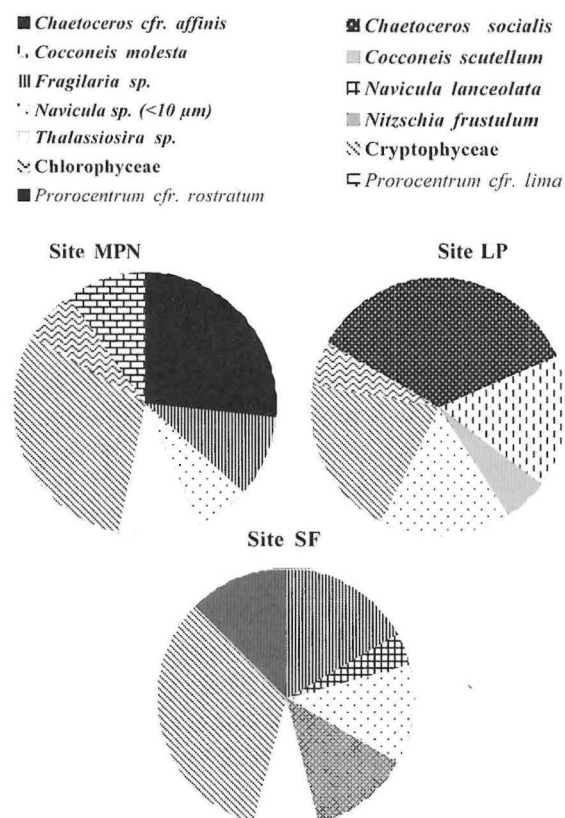 Chaetoceros cfr. affinis
Cocconeis molesta
Fragilaria sp.
Navicula sp. (<10 µm)
Thalassiosira sp.
Chlorophyceae
Prorocentrum cfr. rostratum
Chaetoceros socialis
Cocconeis scutellum
Navicula lanceolata
Nitzschia frustulum
Cryptophyceae
Prorocentrum cfr. lima
Site MPN
Site LP
Site SF